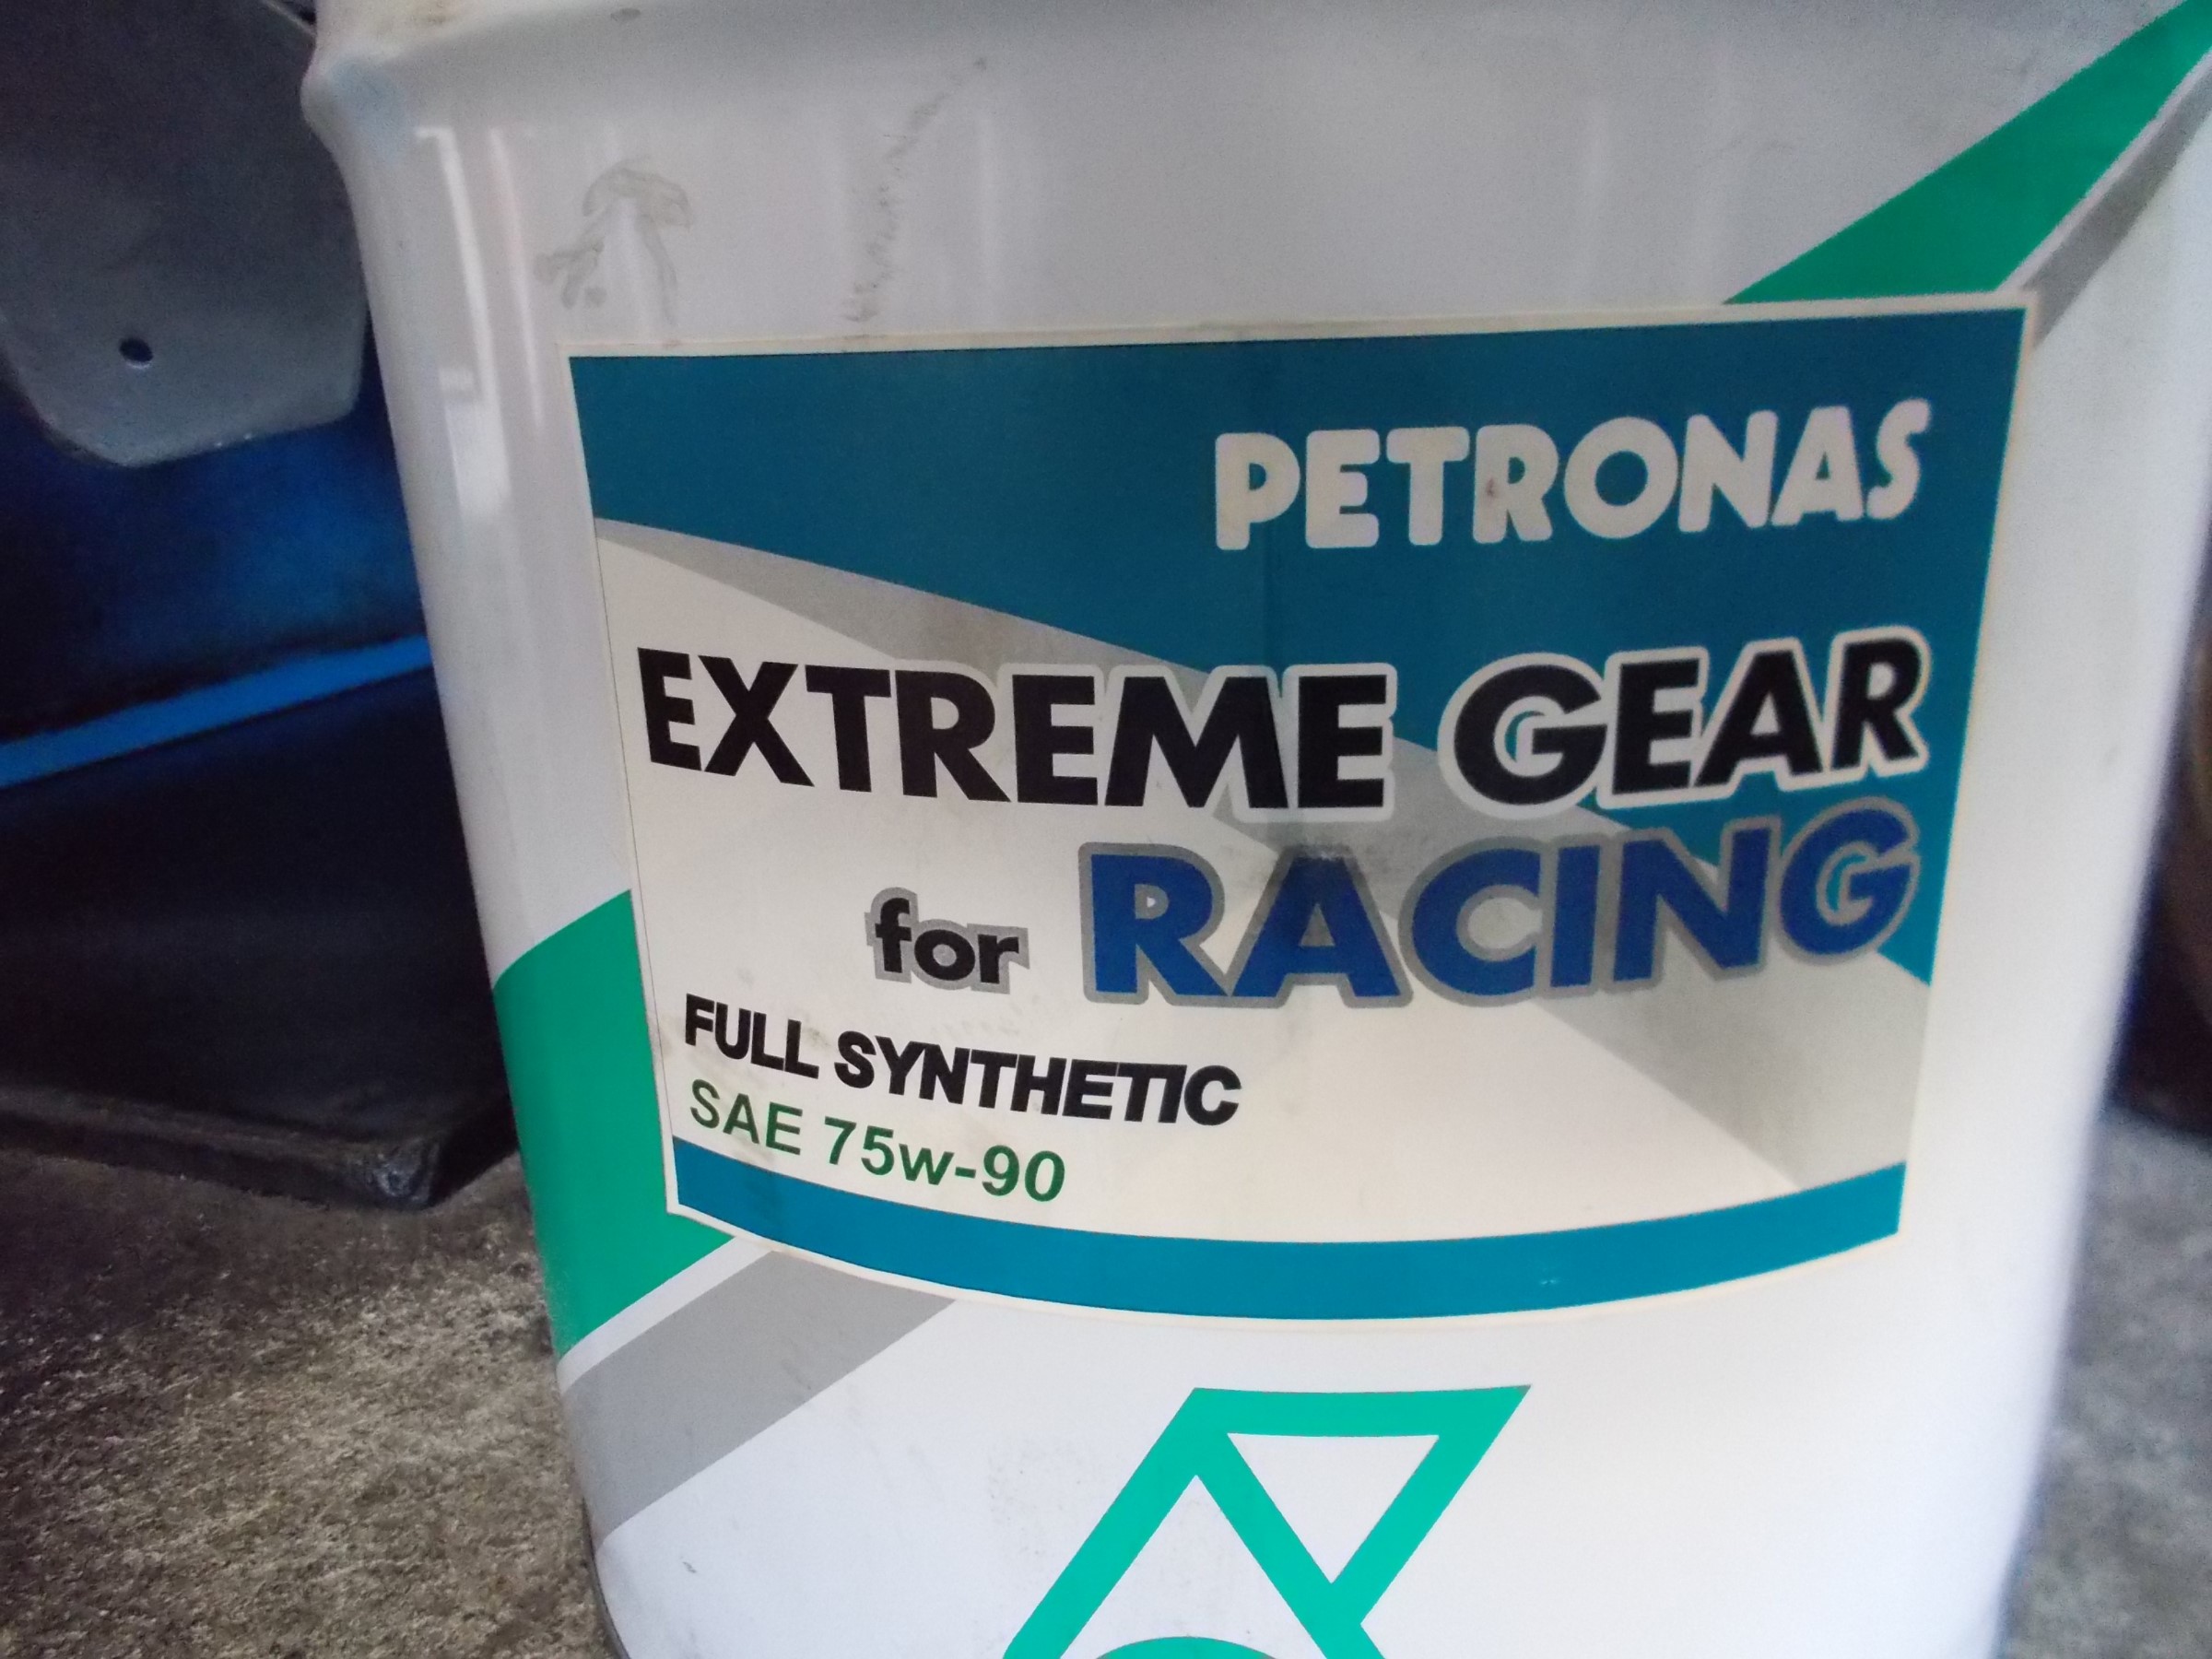 PETRONAS
EXTREME GEAR
for RACING
FULL SYNTHETIC
SAE 75w-90